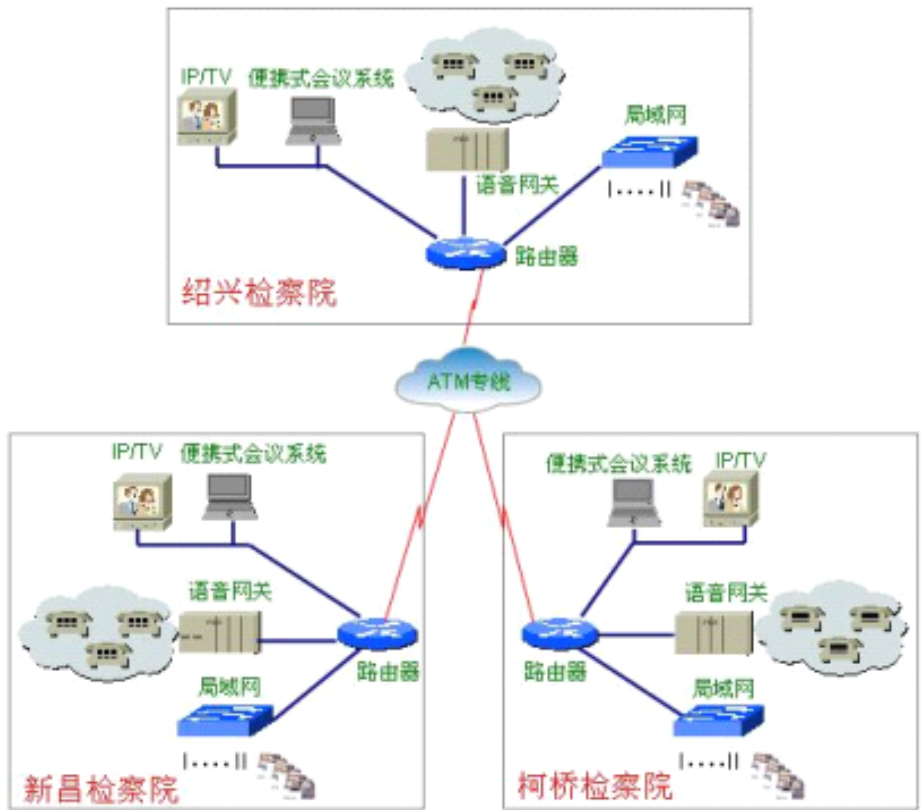 IP/TV 便携式会议系统
局域网
语音网关
|....||
路由器
绍兴检察院
ATM专线
IP/TV 便携式会议系统
语音网关
路由器
局域网
|....||
新昌检察院
便携式会议系统 IP/TV
语音网关
路由器
局域网
|....||
柯桥检察院